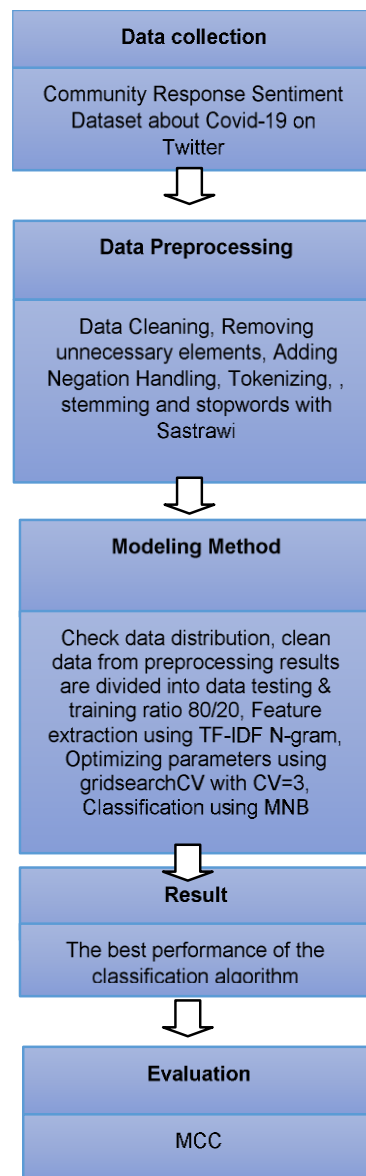 Data collection
Community Response Sentiment
Dataset about Covid-19 on
Twitter
Data Preprocessing
Data Cleaning, Removing
unnecessary elements, Adding
Negation Handling, Tokenizing, ,
stemming and stopwords with
Sastrawi
Modeling Method
Check data distribution, clean
data from preprocessing results
are divided into data testing &
training ratio 80/20, Feature
extraction using TF-IDF N-gram,
Optimizing parameters using
gridsearchCV with CV=3,
Classification using MNB
Result
The best performance of the
classification algorithm
Evaluation
MCC